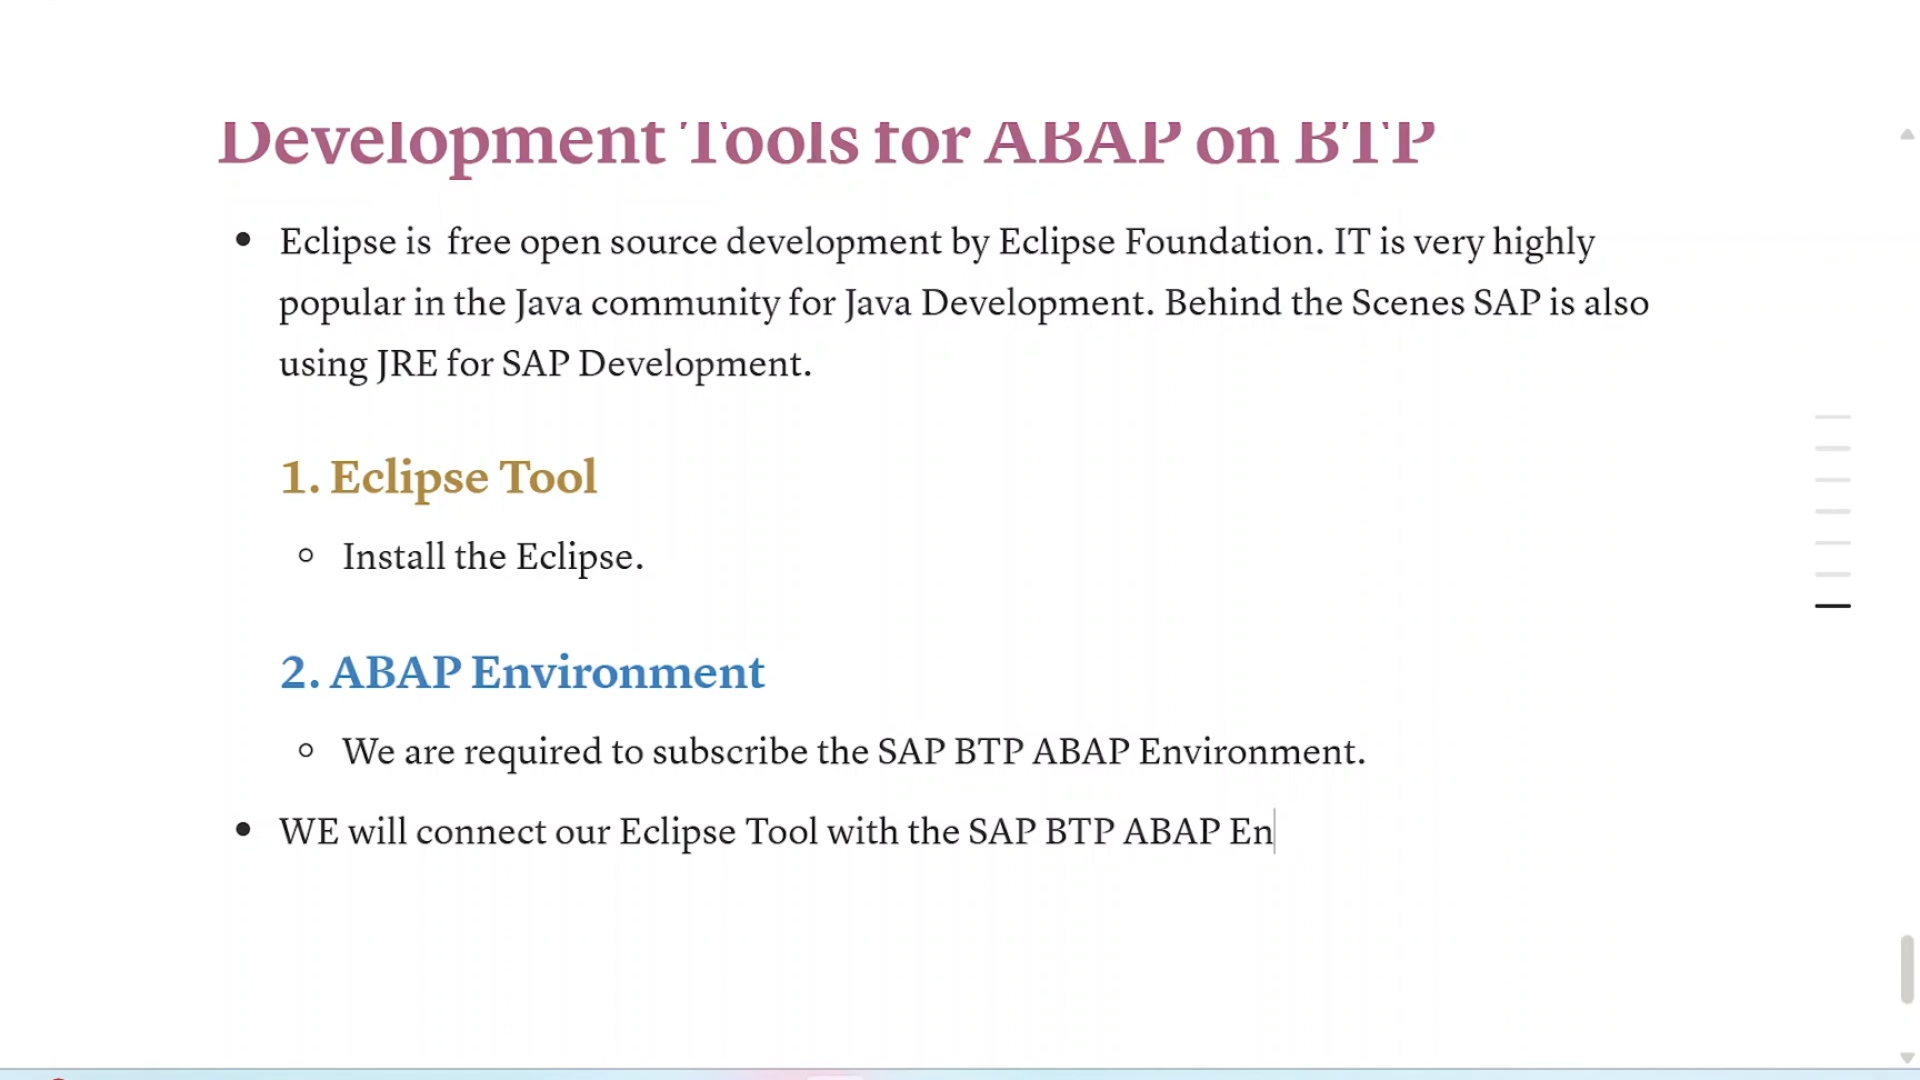 Development Tools for ABAP on BTP
• Eclipse is  free open source development by Eclipse Foundation. IT is very highly
popular in the Java community for Java Development. Behind the Scenes SAP is also
using JRE for SAP Development.
1. Eclipse Tool
◦ Install the Eclipse.
2. ABAP Environment
◦ We are required to subscribe the SAP BTP ABAP Environment.
• WE will connect our Eclipse Tool with the SAP BTP ABAP En